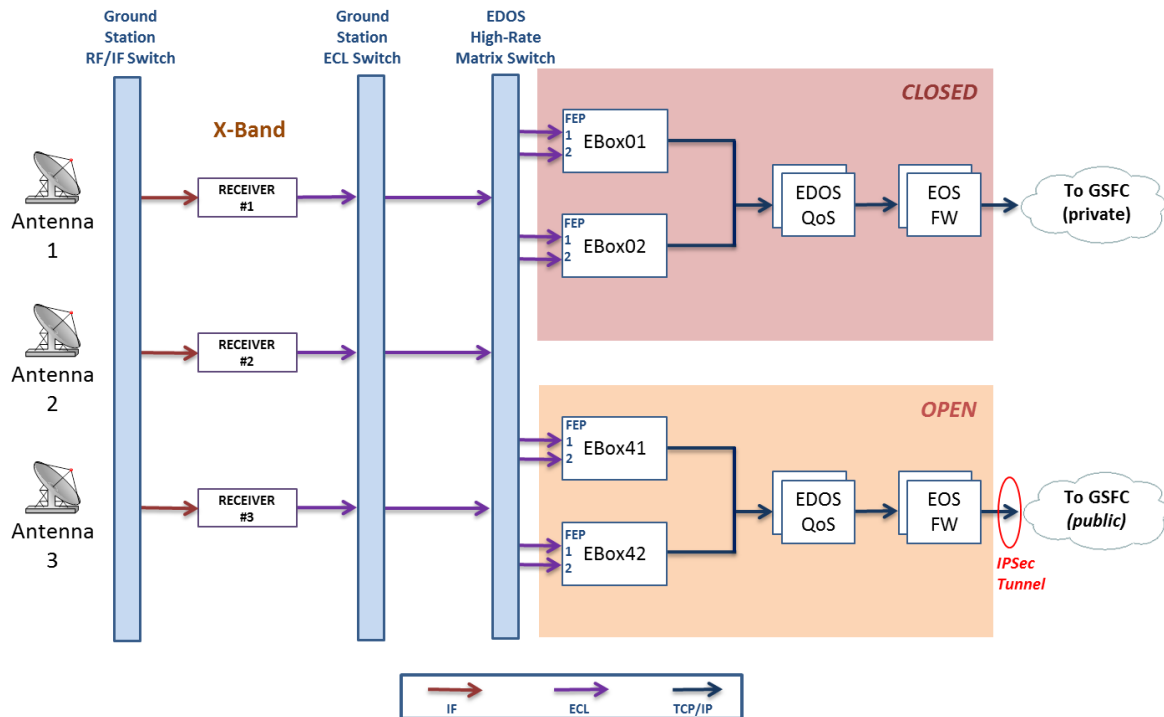 Ground
Station
RF/IF Switch
Ground
Station
ECL Switch
EDOS
High-Rate
Matrix Switch
X-Band
Antenna
1
Antenna
2
Antenna
3
RECEIVER
#1
RECEIVER
#2
RECEIVER
#3
CLOSED
FEP
1
2
EBox01
FEP
1
2
EBox02
EDOS
QoS
EOS
FW
To GSFC
(private)
OPEN
FEP
1
2
EBox41
FEP
1
2
EBox42
EDOS
QoS
EOS
FW
To GSFC
(public)
IPSec
Tunnel
IF
ECL
TCP/IP